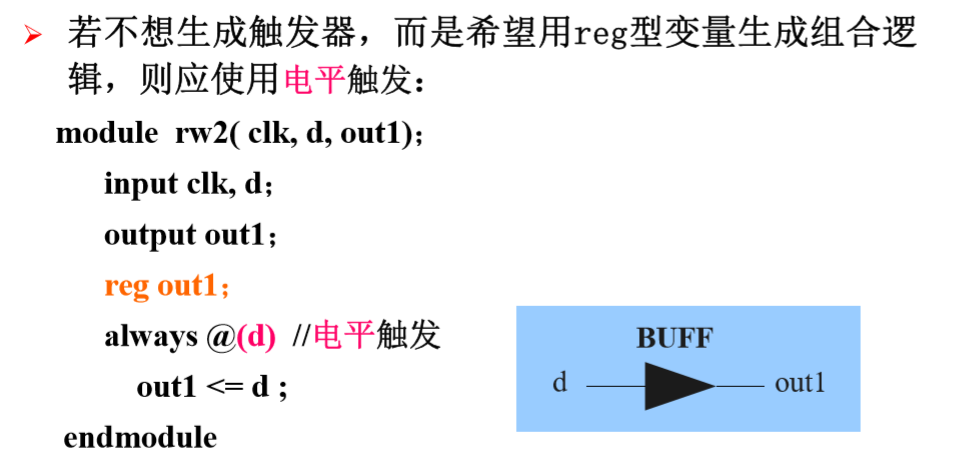 ➢ 若不想生成触发器，而是希望用reg型变量生成组合逻
辑，则应使用电平触发：
module rw2( clk, d, out1)；
input clk, d；
output out1；
reg out1；
always @(d) //电平触发
out1 <= d ;
endmodule
BUFF
d
out1